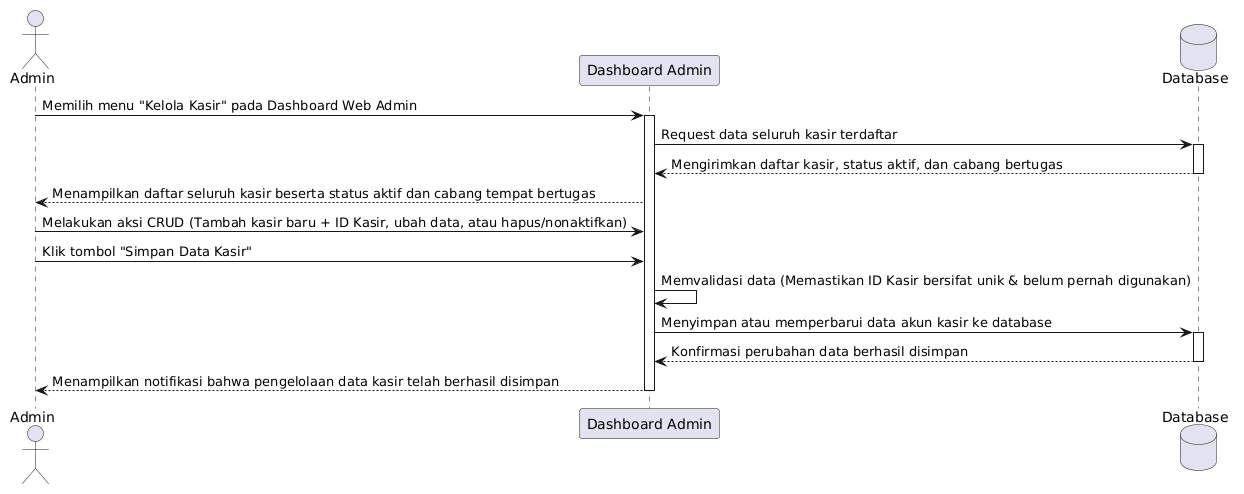 Admin
Dashboard Admin
Database
Memilih menu "Kelola Kasir" pada Dashboard Web Admin
Request data seluruh kasir terdaftar
Mengirimkan daftar kasir, status aktif, dan cabang bertugas
Menampilkan daftar seluruh kasir beserta status aktif dan cabang tempat bertugas
Melakukan aksi CRUD (Tambah kasir baru + ID Kasir, ubah data, atau hapus/nonaktifkan)
Klik tombol "Simpan Data Kasir"
Memvalidasi data (Memastikan ID Kasir bersifat unik & belum pernah digunakan)
Menyimpan atau memperbarui data akun kasir ke database
Konfirmasi perubahan data berhasil disimpan
Menampilkan notifikasi bahwa pengelolaan data kasir telah berhasil disimpan
Admin
Dashboard Admin
Database